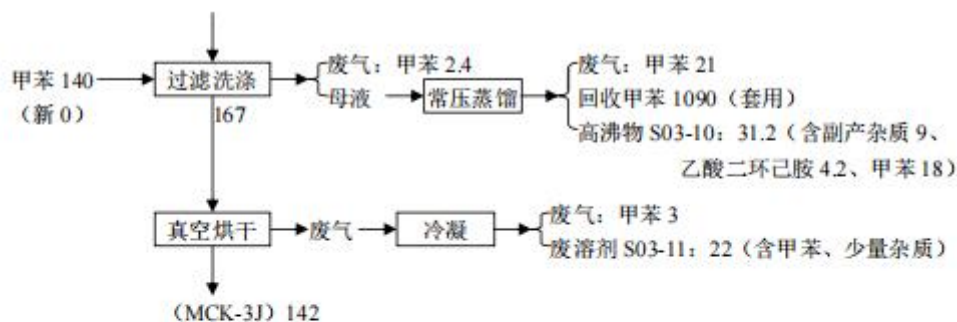 甲苯 140
（新 0）
过滤洗涤
167
废气：甲苯 2.4
母液
常压蒸馏
废气：甲苯 21
回收甲苯 1090（套用）
高沸物 S03-10：31.2（含副产杂质 9、
乙酸二环己胺 4.2、甲苯 18）
真空烘干
废气
冷凝
废气：甲苯 3
废溶剂 S03-11：22（含甲苯、少量杂质）
（MCK-3J）142